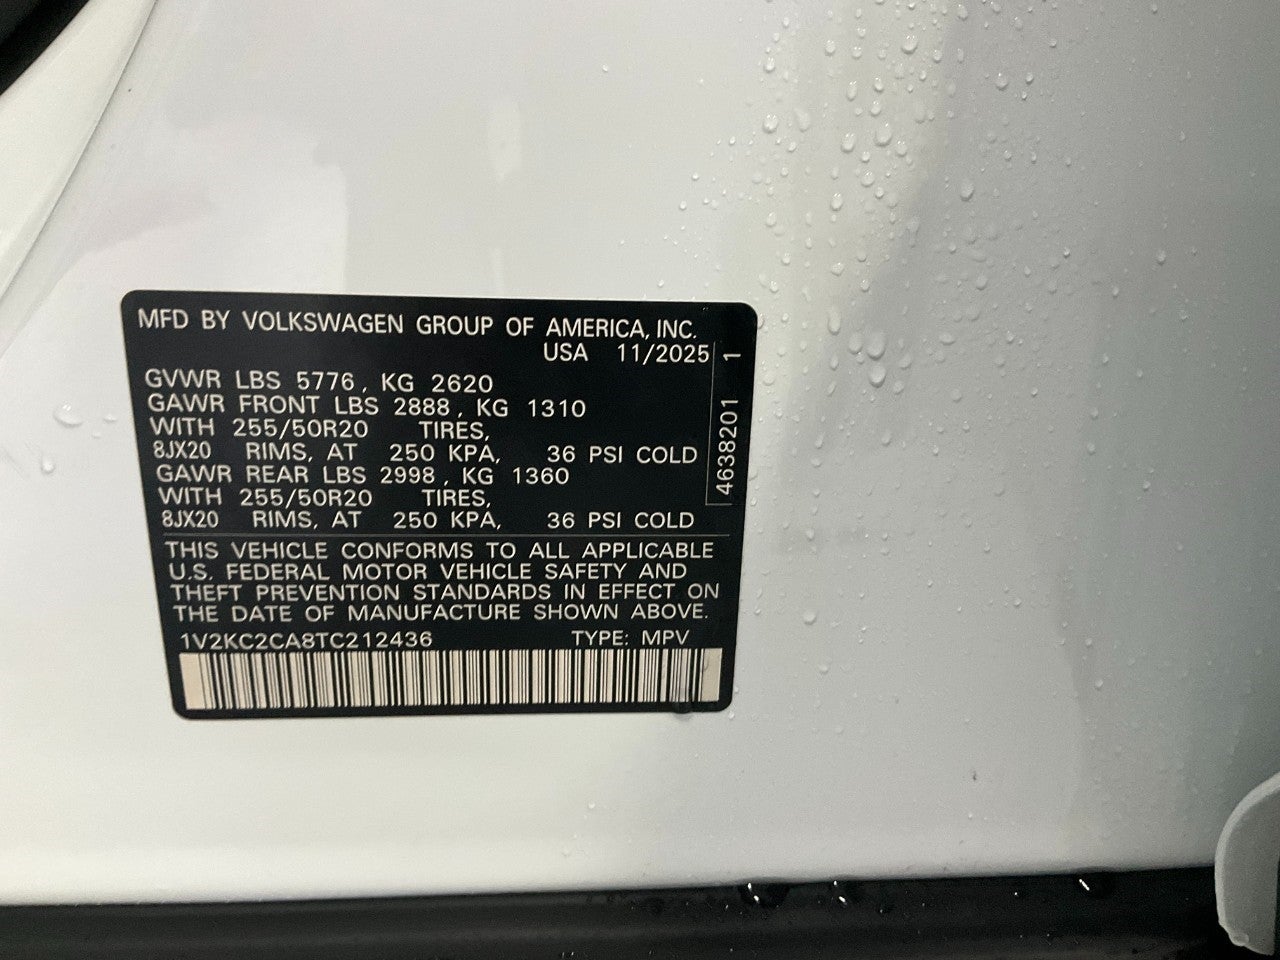 MFD BY VOLKSWAGEN GROUP OF AMERICA, INC.
USA 11/2025
GVWR LBS 5776, KG 2620
GAWR FRONT LBS 2888, KG 1310
WITH 255/50R20 TIRES,
8JX20 RIMS, AT 250 KPA, 36 PSI COLD
GAWR REAR LBS 2998, KG 1360
WITH 255/50R20 TIRES,
8JX20 RIMS, AT 250 KPA, 36 PSI COLD
4638201 1
THIS VEHICLE CONFORMS TO ALL APPLICABLE
U.S. FEDERAL MOTOR VEHICLE SAFETY AND
THEFT PREVENTION STANDARDS IN EFFECT ON
THE DATE OF MANUFACTURE SHOWN ABOVE.
1V2KC2CA8TC212436 TYPE: MPV